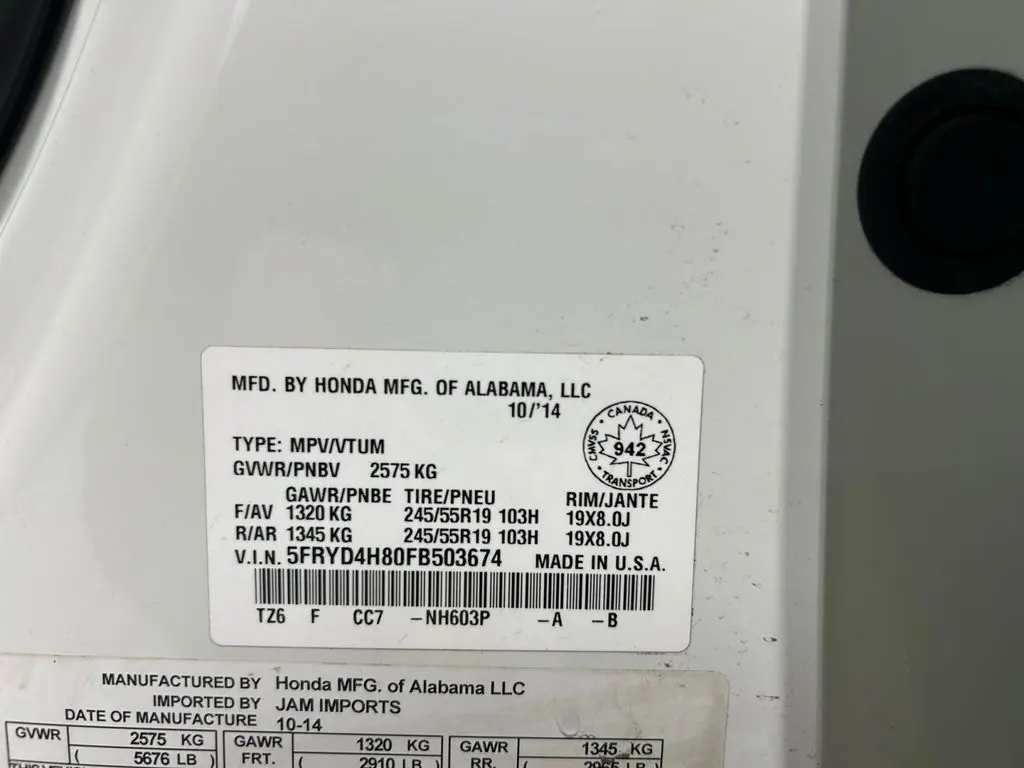 MFD. BY HONDA MFG. OF ALABAMA, LLC
10/'14
CANADA
CMVSS 942 NSVAC
TRANSPORT
TYPE: MPV/VTUM
GVWR/PNBV 2575 KG
GAWR/PNBE TIRE/PNEU RIM/JANTE
F/AV 1320 KG 245/55R19 103H 19X8.0J
R/AR 1345 KG 245/55R19 103H 19X8.0J
V.I.N. 5FRYD4H80FB503674 MADE IN U.S.A.
TZ6 F CC7 –NH603P –A –B
MANUFACTURED BY Honda MFG. of Alabama LLC
IMPORTED BY JAM IMPORTS
DATE OF MANUFACTURE 10-14
GVWR 2575 KG GAWR 1320 KG GAWR 1345 KG
( 5676 LB ) FRT. ( 2910 LB ) RR. ( 2965 LB